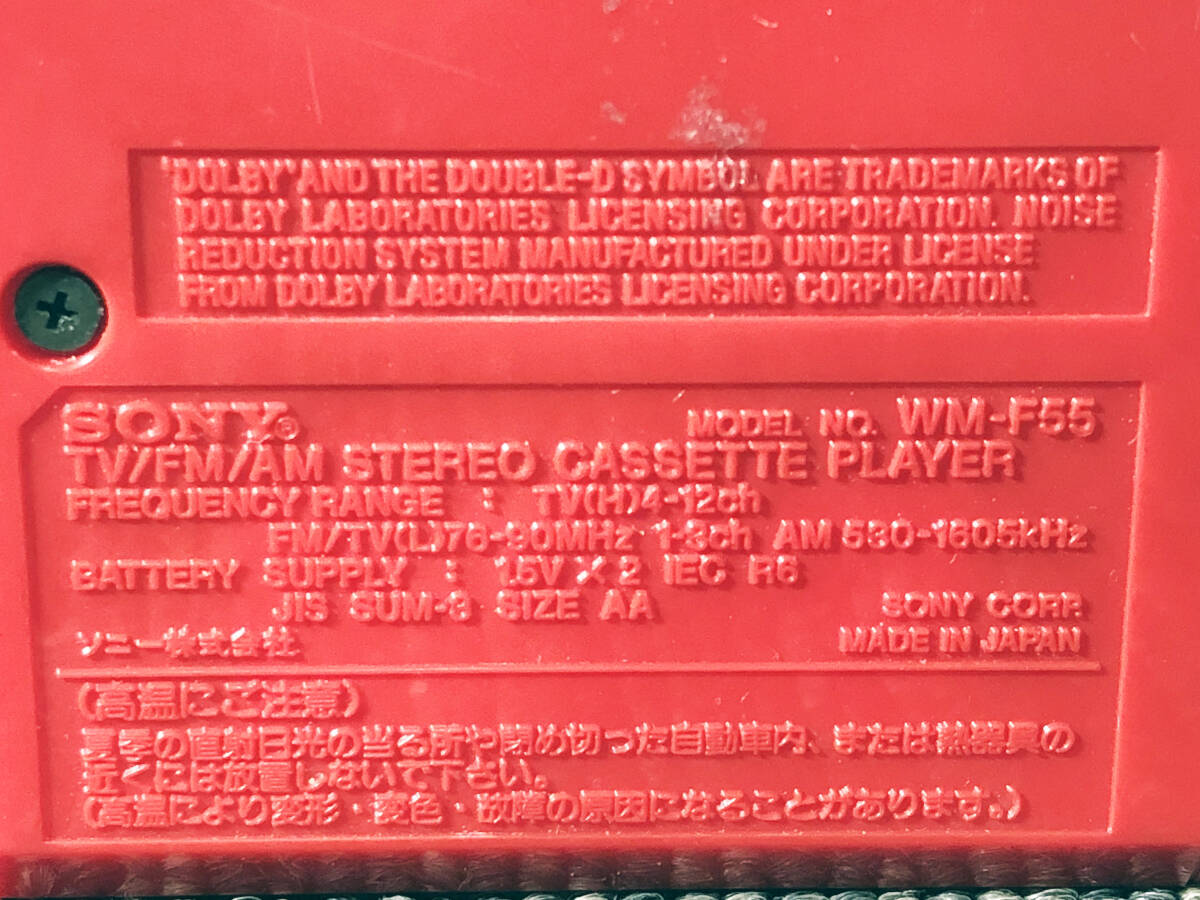 "DOLBY" AND THE DOUBLE-D SYMBOL ARE TRADEMARKS OF
DOLBY LABORATORIES LICENSING CORPORATION. NOISE
REDUCTION SYSTEM MANUFACTURED UNDER LICENSE
FROM DOLBY LABORATORIES LICENSING CORPORATION.
SONY® MODEL NO. WM-F55
TV/FM/AM STEREO CASSETTE PLAYER
FREQUENCY RANGE : TV(H)4-12ch
FM/TV(L)76-90MHz 1-3ch AM 530-1605kHz
BATTERY SUPPLY : 1.5V × 2 IEC R6
JIS SUM-3 SIZE AA SONY CORP.
ソニー株式会社 MADE IN JAPAN
(高温にご注意)
夏季の直射日光の当る所や閉め切った自動車内、または熱器具の
近くには放置しないで下さい。
(高温により変形・変色・故障の原因になることがあります。)